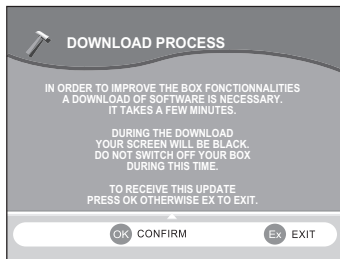 DOWNLOAD PROCESS
IN ORDER TO IMPROVE THE BOX FONCTIONNALITIES
A DOWNLOAD OF SOFTWARE IS NECESSARY.
IT TAKES A FEW MINUTES.
DURING THE DOWNLOAD
YOUR SCREEN WILL BE BLACK.
DO NOT SWITCH OFF YOUR BOX
DURING THIS TIME.
TO RECEIVE THIS UPDATE
PRESS OK OTHERWISE EX TO EXIT.
OK CONFIRM Ex EXIT